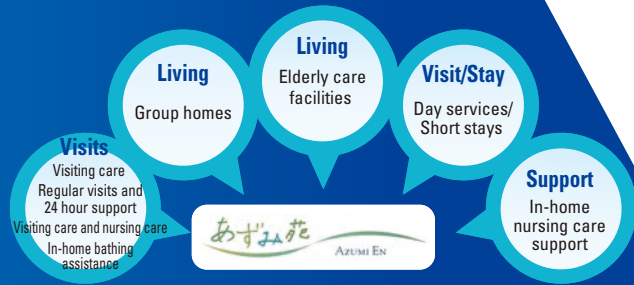 Visits
Visiting care
Regular visits and
24 hour support
Visiting care and nursing care
In-home bathing
assistance
Living
Group homes
Living
Elderly care
facilities
Visit/Stay
Day services/
Short stays
Support
In-home
nursing care
support
あずみ苑
AZUMI EN